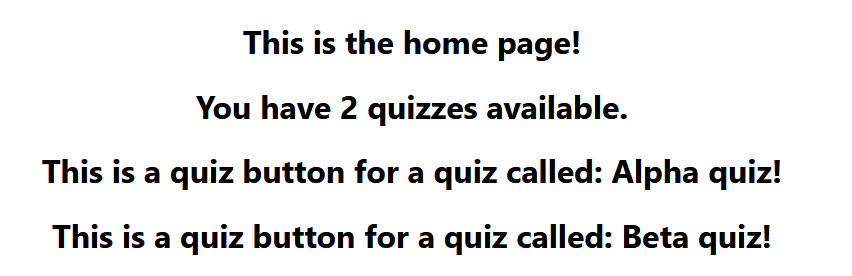 This is the home page!
You have 2 quizzes available.
This is a quiz button for a quiz called: Alpha quiz!
This is a quiz button for a quiz called: Beta quiz!